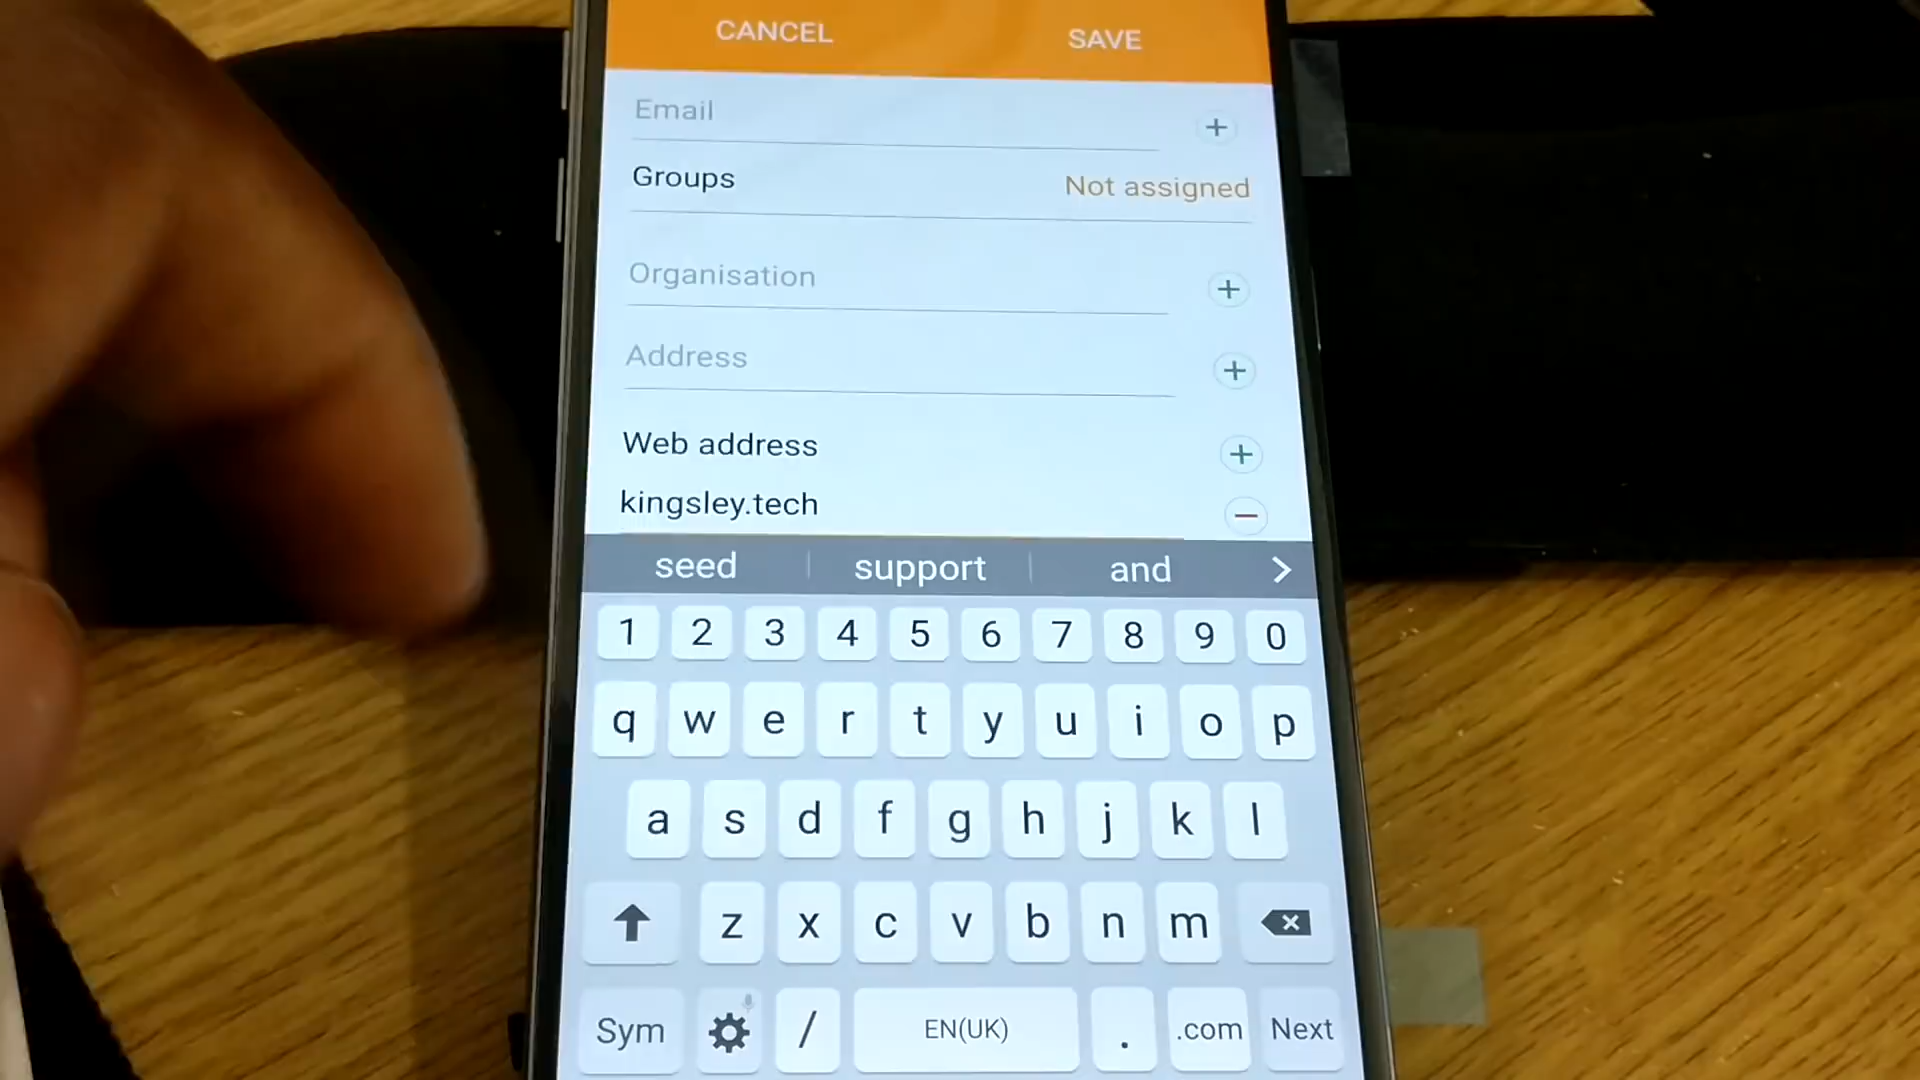 CANCEL SAVE
Email +
Groups Not assigned
Organisation +
Address +
Web address +
kingsley.tech −
seed support and >
1 2 3 4 5 6 7 8 9 0
q w e r t y u i o p
a s d f g h j k l
z x c v b n m
Sym / EN(UK) . .com Next